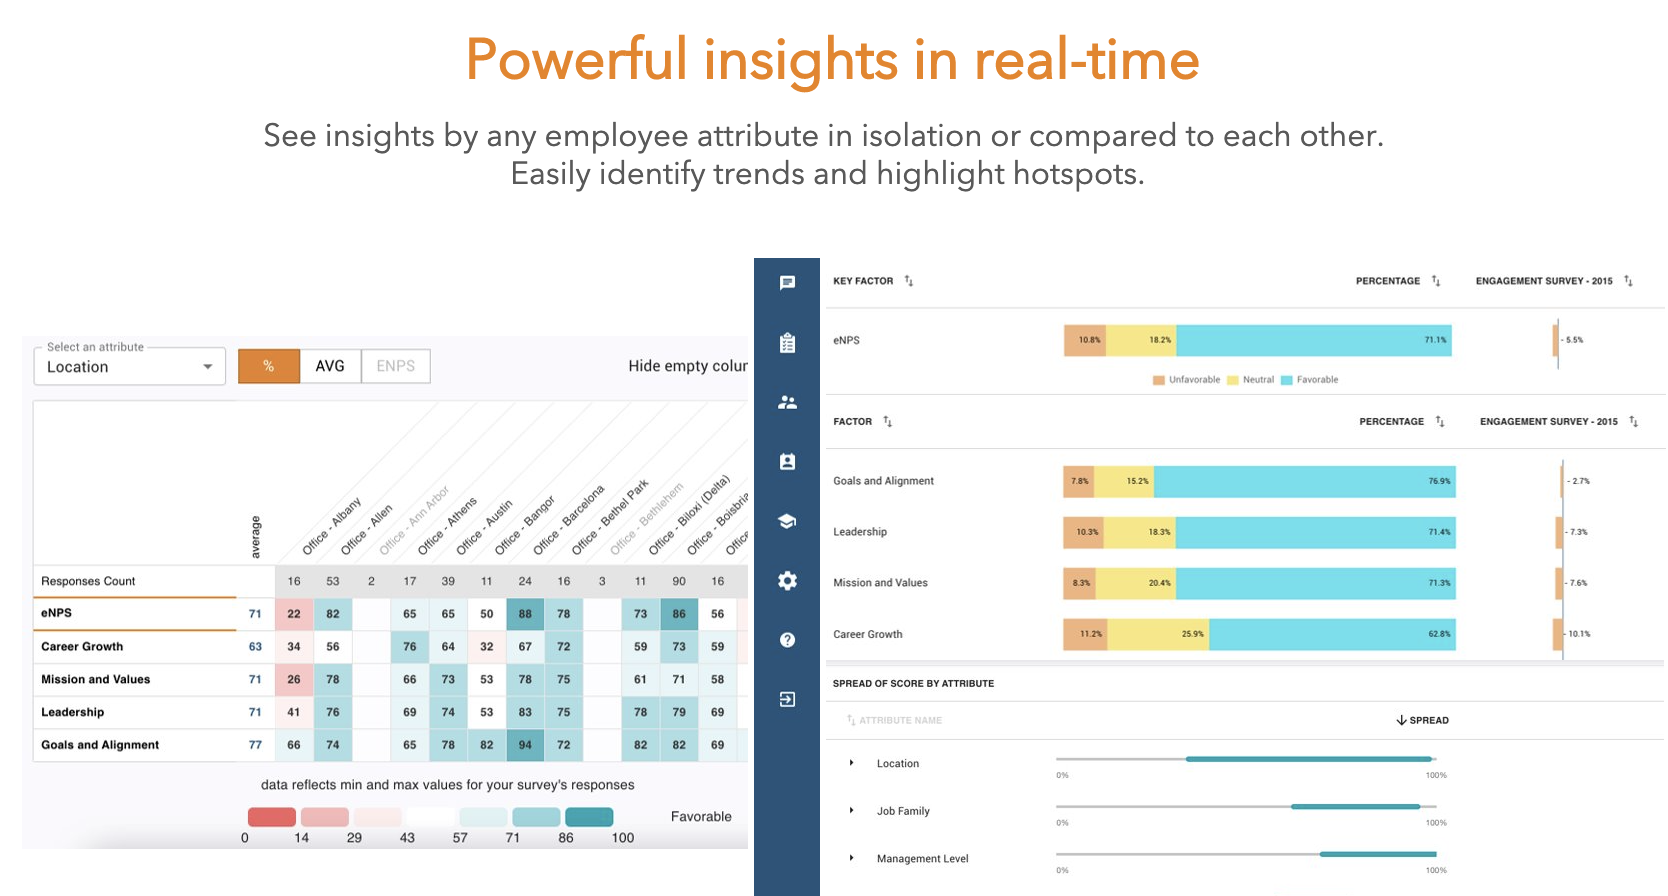 Powerful insights in real-time
See insights by any employee attribute in isolation or compared to each other.
Easily identify trends and highlight hotspots.
Select an attribute
Location
% AVG ENPS
Hide empty colur
average
Office - Albany
Office - Allen
Office - Ann Arbor
Office - Athens
Office - Austin
Office - Bangor
Office - Barcelona
Office - Bethel Park
Office - Bethlehem
Office - Biloxi (Delta)
Office - Boisbria
Office
Responses Count 16 53 2 17 39 11 24 16 3 11 90 16
eNPS 71 22 82 65 65 50 88 78 73 86 56
Career Growth 63 34 56 76 64 32 67 72 59 73 59
Mission and Values 71 26 78 66 73 53 78 75 61 71 58
Leadership 71 41 76 69 74 53 83 75 78 79 69
Goals and Alignment 77 66 74 65 78 82 94 72 82 82 69
data reflects min and max values for your survey's responses
Favorable
0 14 29 43 57 71 86 100
KEY FACTOR PERCENTAGE ENGAGEMENT SURVEY - 2015
eNPS 10.8% 18.2% 71.1% - 5.5%
Unfavorable Neutral Favorable
FACTOR PERCENTAGE ENGAGEMENT SURVEY - 2015
Goals and Alignment 7.8% 15.2% 76.9% - 2.7%
Leadership 10.3% 18.3% 71.4% - 7.3%
Mission and Values 8.3% 20.4% 71.3% - 7.6%
Career Growth 11.2% 25.9% 62.8% - 10.1%
SPREAD OF SCORE BY ATTRIBUTE
ATTRIBUTE NAME SPREAD
Location
0% 100%
Job Family
0% 100%
Management Level
0% 100%